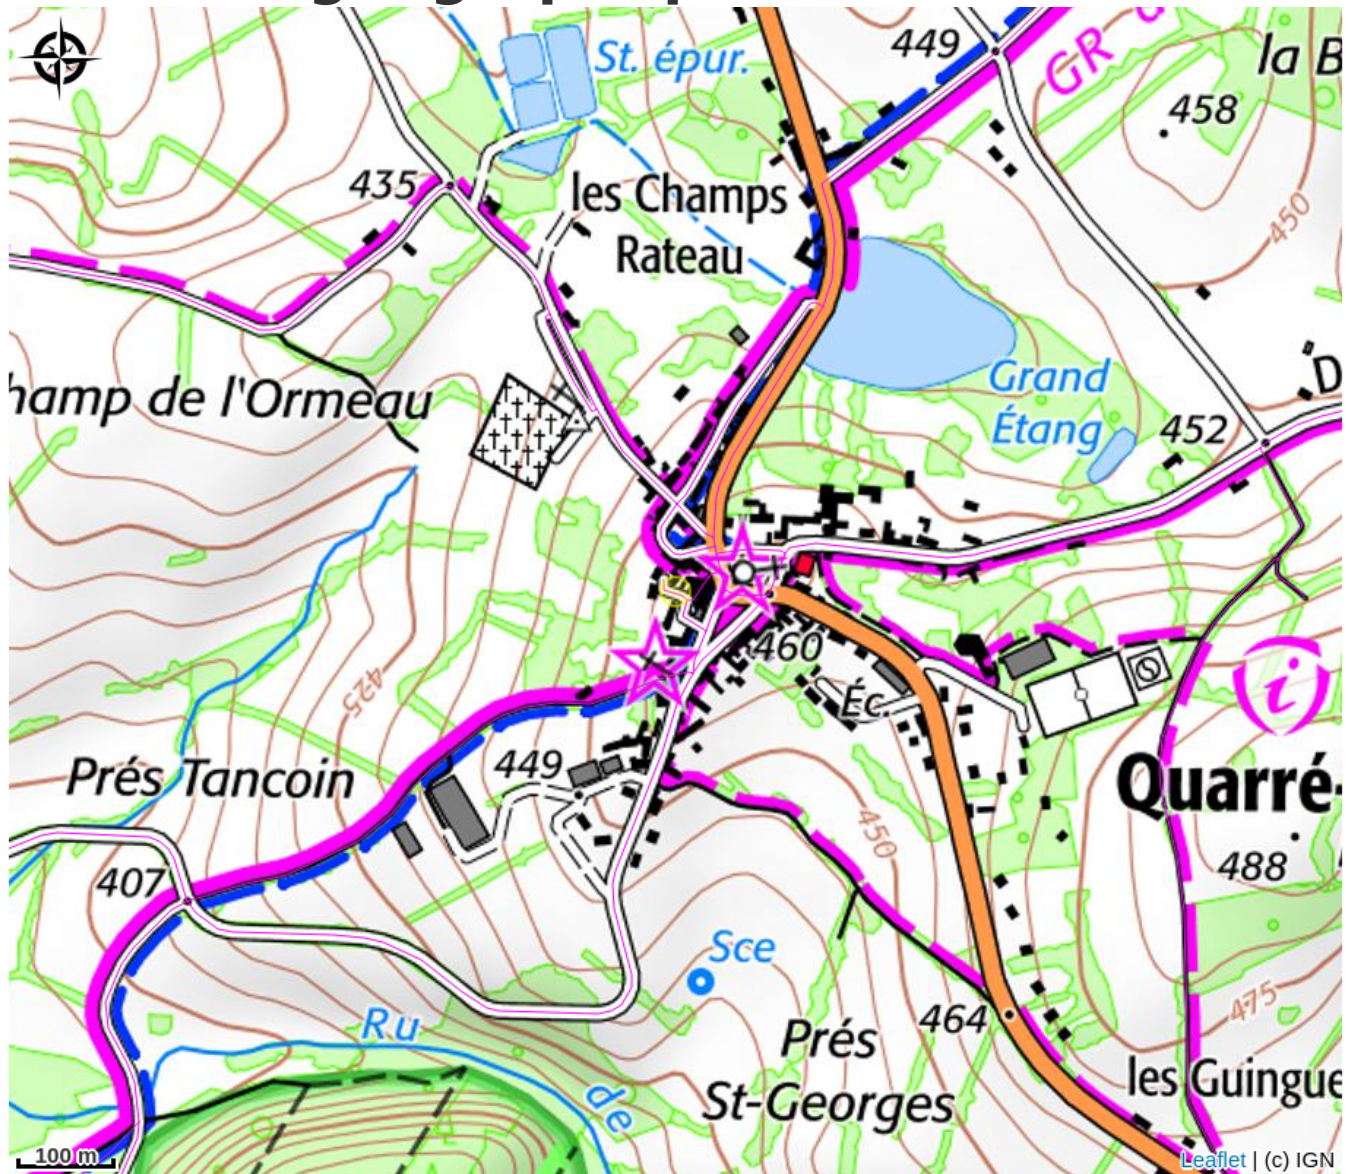 449
GR
la B
St. épur.
458
435
les Champs
Rateau
450
hamp de l'Ormeau
Grand
Étang
452
D
460
425
Éc.
Quarré-
449
Prés Tancoin
450
488
407
Sce
475
Ru
464
Prés
St-Georges
les Guingue
de
100 m
Leaflet | (c) IGN